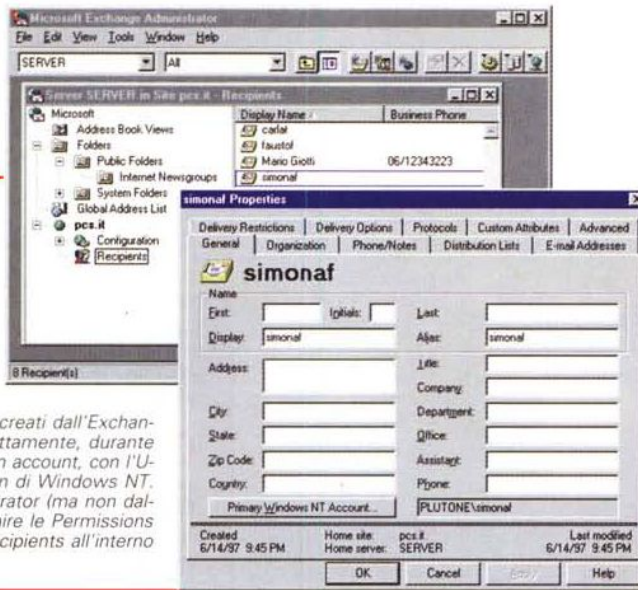 Microsoft Exchange Administrator
File Edit View Tools Window Help
SERVER All
Server SERVER in Site pcs.it - Recipients
Microsoft
Address Book Views
Folders
Public Folders
Internet Newsgroups
System Folders
Global Address List
pcs.it
Configuration
Recipients
Display Name Business Phone
carlat
faustof
Mario Giotti 06/12343223
simonaf
8 Recipient(s)
simonaf Properties
Delivery Restrictions Delivery Options Protocols Custom Attributes Advanced
General Organization Phone/Notes Distribution Lists E-mail Addresses
simonaf
Name
First: Initials: Last:
Display: simonaf Alias: simonaf
Address: Title:
Company:
City: Department:
State: Office:
Zip Code: Assistant:
Country: Phone:
Primary Windows NT Account... PLUTONE\simonaf
Created Home site: pcs.it Last modified
6/14/97 9:45 PM Home server: SERVER 6/14/97 9:45 PM
OK Cancel Apply Help
creati dall'Exchan-
ttamente, durante
n account, con l'U-
n di Windows NT.
rator (ma non dal-
nire le Permissions
cipients all'interno